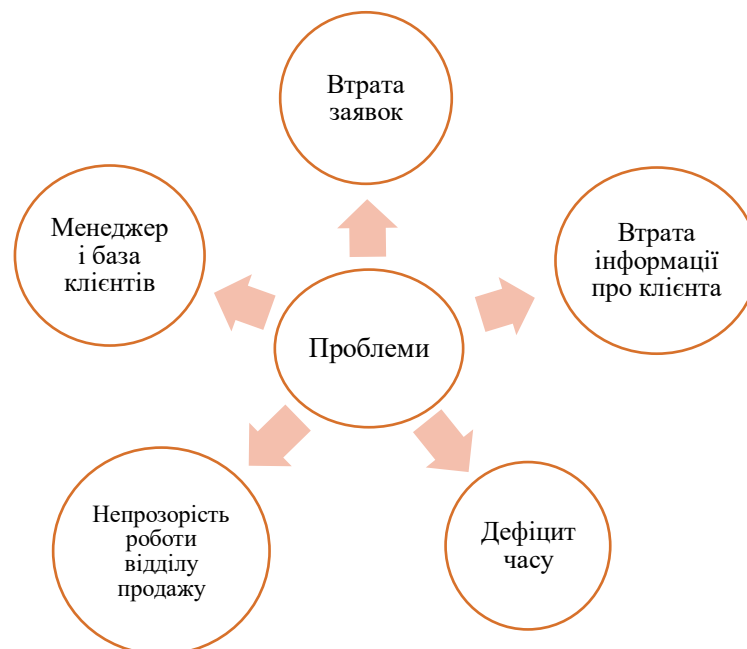 Втрата
заявок
Менеджер
і база
клієнтів
Втрата
інформації
про клієнта
Проблеми
Непрозорість
роботи
відділу
продажу
Дефіцит
часу